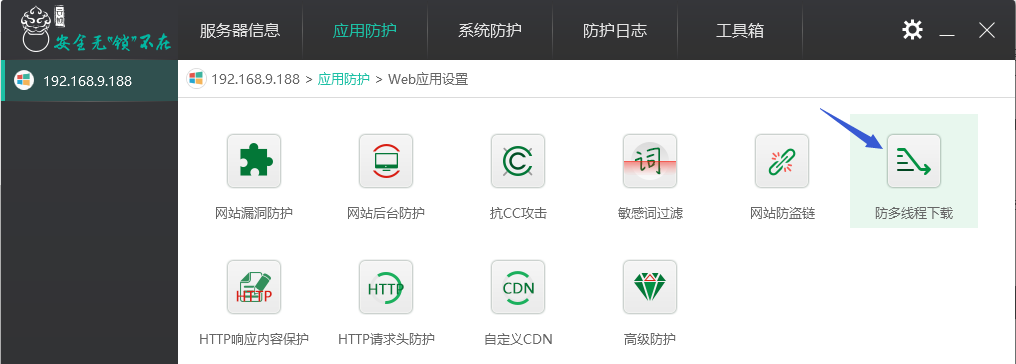 云锁
安全无“锁”不在
服务器信息
应用防护
系统防护
防护日志
工具箱
192.168.9.188
192.168.9.188 > 应用防护 > Web应用设置
词
网站漏洞防护
网站后台防护
抗CC攻击
敏感词过滤
网站防盗链
防多线程下载
HTTP
HTTP
CDN
HTTP响应内容保护
HTTP请求头防护
自定义CDN
高级防护